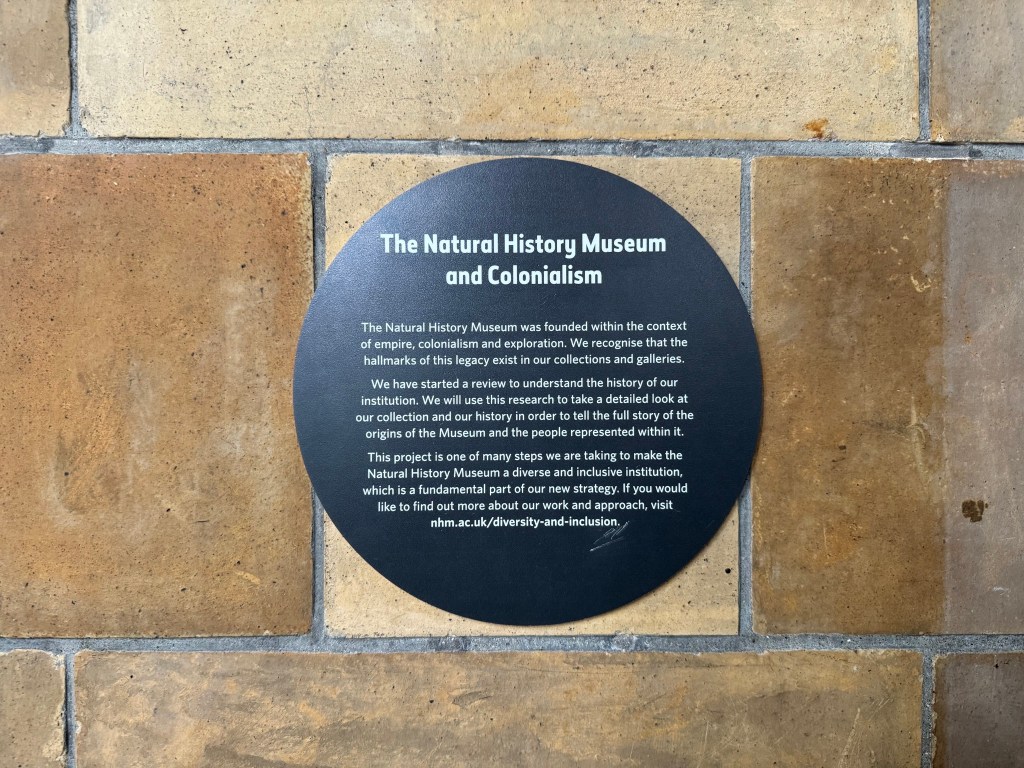 The Natural History Museum
and Colonialism
The Natural History Museum was founded within the context
of empire, colonialism and exploration. We recognise that the
hallmarks of this legacy exist in our collections and galleries.
We have started a review to understand the history of our
institution. We will use this research to take a detailed look at
our collection and our history in order to tell the full story of the
origins of the Museum and the people represented within it.
This project is one of many steps we are taking to make the
Natural History Museum a diverse and inclusive institution,
which is a fundamental part of our new strategy. If you would
like to find out more about our work and approach, visit
nhm.ac.uk/diversity-and-inclusion.